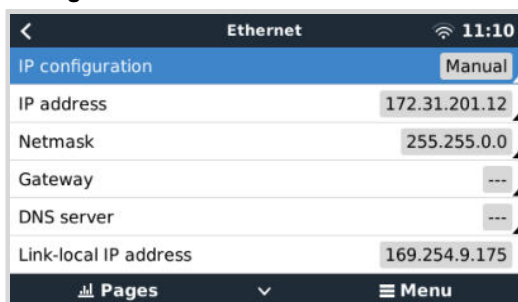 Ethernet 11:10
IP configuration Manual
IP address 172.31.201.12
Netmask 255.255.0.0
Gateway ---
DNS server ---
Link-local IP address 169.254.9.175
Pages Menu